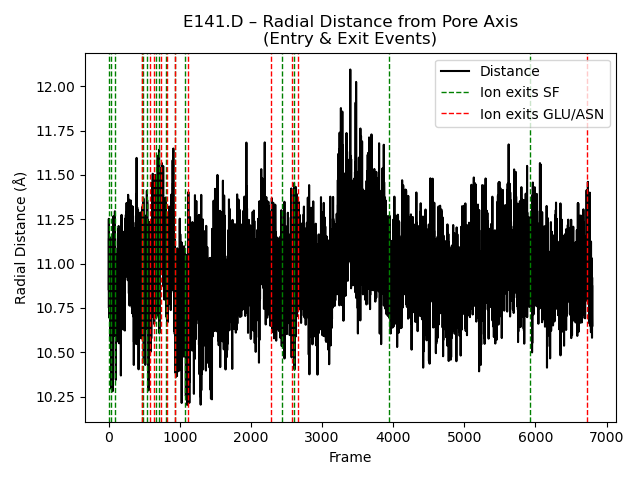 E141.D – Radial Distance from Pore Axis
(Entry & Exit Events)
Distance
Ion exits SF
Ion exits GLU/ASN
Radial Distance (Å)
12.00
11.75
11.50
11.25
11.00
10.75
10.50
10.25
0 1000 2000 3000 4000 5000 6000 7000
Frame